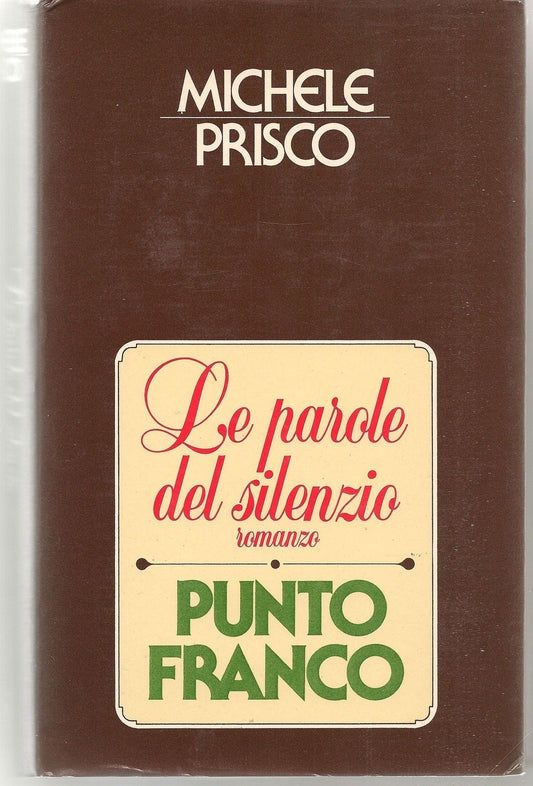 MICHELE
PRISCO
Le parole
del silenzio
romanzo
PUNTO
FRANCO